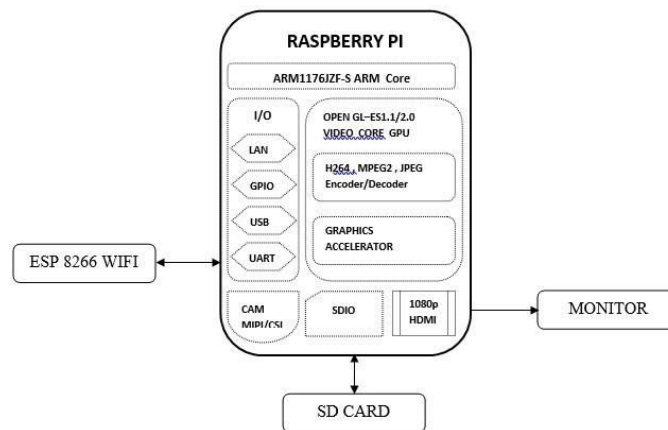 RASPBERRY PI
ARM1176JZF-S ARM Core
I/O
LAN
GPIO
USB
UART
OPEN GL–ES1.1/2.0
VIDEO CORE GPU
H264 , MPEG2 , JPEG
Encoder/Decoder
GRAPHICS
ACCELERATOR
CAM
MIPI/CSI
SDIO
1080p
HDMI
ESP 8266 WIFI
MONITOR
SD CARD